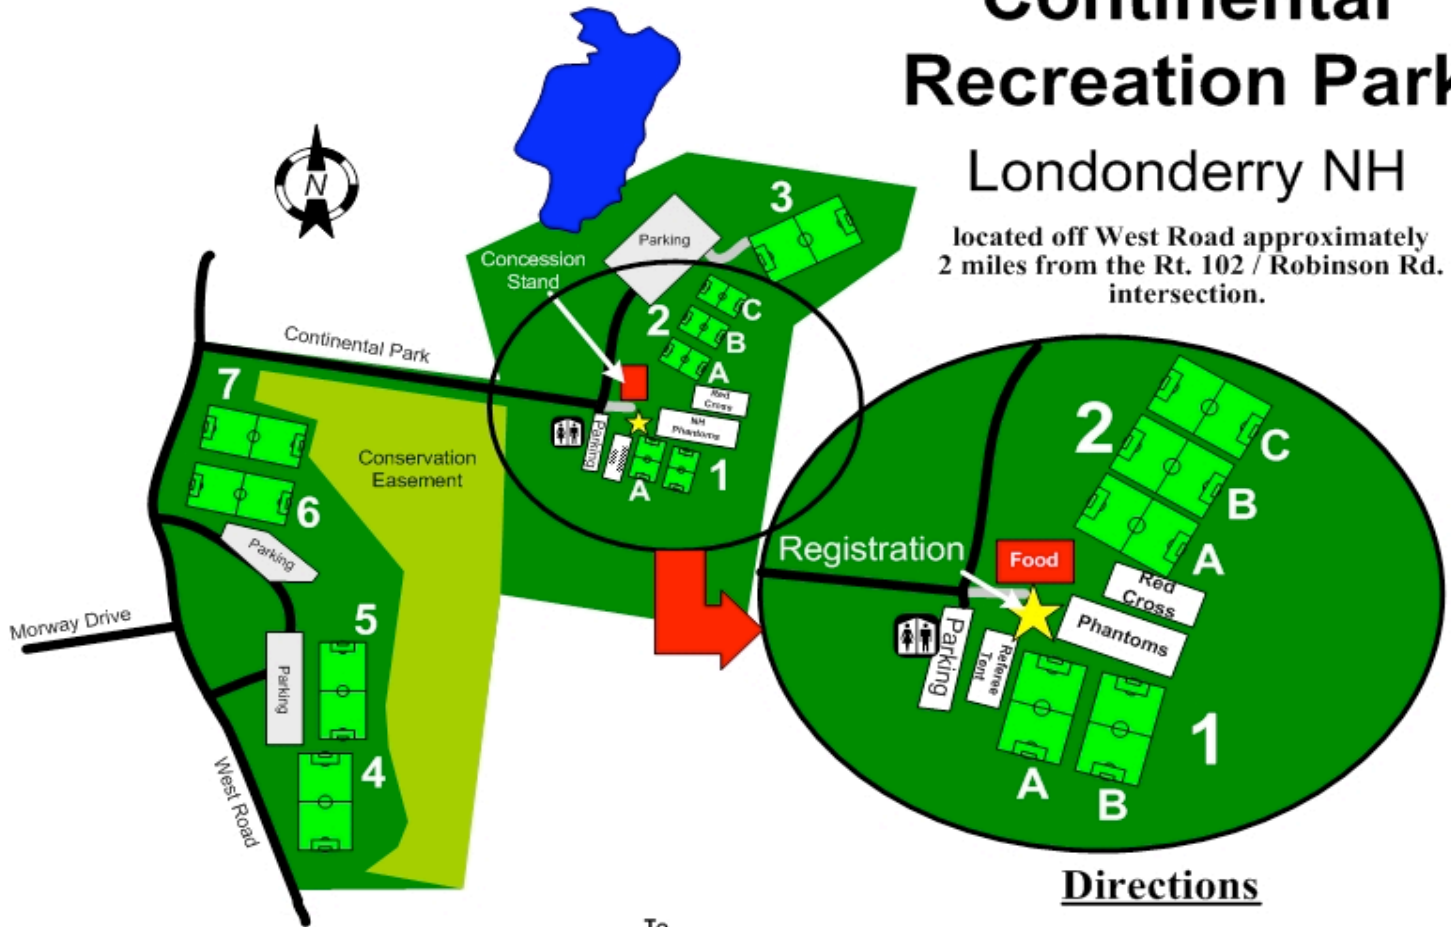 Continental
Recreation Park
Londonderry NH
located off West Road approximately
2 miles from the Rt. 102 / Robinson Rd.
intersection.
N
Parking
3
Concession
Stand
C
2
B
A
Continental Park
Red
Cross
NH
Phantoms
Parking
1
A
7
Conservation
Easement
6
Parking
Morway Drive
5
Parking
4
West Road
2
C
B
A
Registration
Food
Red
Cross
Phantoms
Parking
Referee
Tent
1
A
B
Directions
To